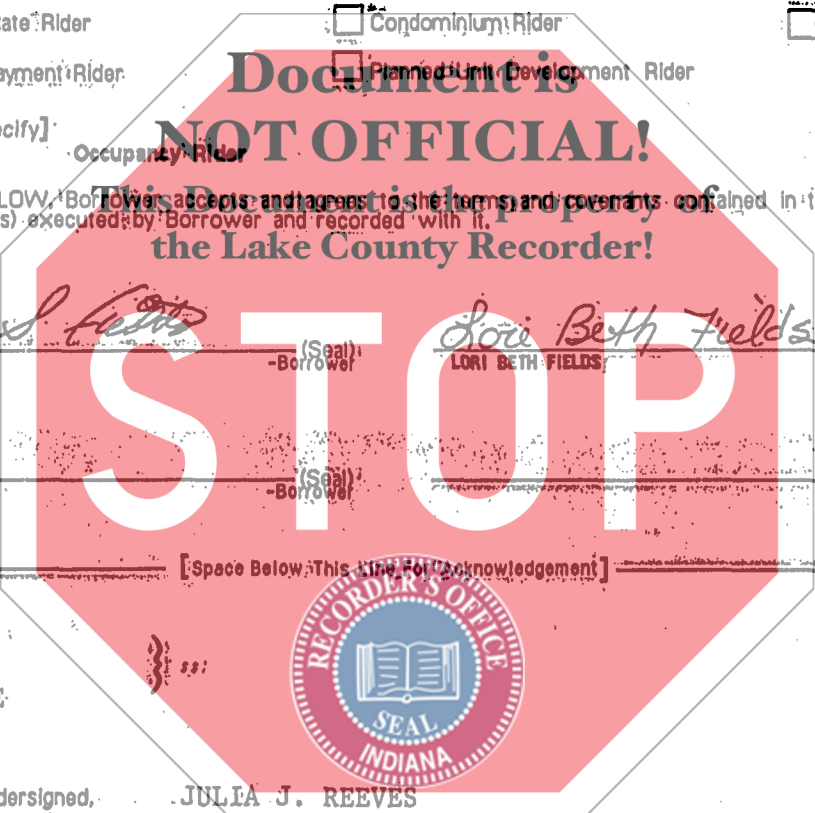 ate Rider
Condominium Rider
ayment Rider
Planned Unit Development Rider
Document is
ecify]
NOT OFFICIAL!
Occupancy Rider
LOW, Borrower accepts and agrees to the terms and covenants contained in t
This Document is the property of
s) executed by Borrower and recorded with it.
the Lake County Recorder!
Fields
Lori Beth Fields
(Seal)
-Borrower
LORI BETH FIELDS
STOP
(Seal)
-Borrower
[Space Below This Line For Acknowledgement]
RECORDER'S OFFICE
ss:
SEAL
INDIANA
dersigned,
JULIA J. REEVES